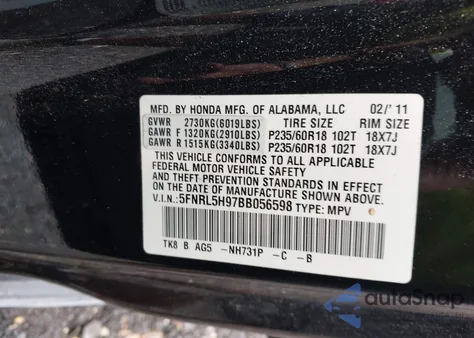 MFD. BY HONDA MFG. OF ALABAMA, LLC 02/'11
GVWR 2730KG(6019LBS) TIRE SIZE RIM SIZE
GAWR F 1320KG(2910LBS) P235/60R18 102T 18X7J
GAWR R 1515KG(3340LBS) P235/60R18 102T 18X7J
THIS VEHICLE CONFORMS TO ALL APPLICABLE
FEDERAL MOTOR VEHICLE SAFETY
AND THEFT PREVENTION STANDARDS IN EFFECT
ON THE DATE OF MANUFACTURE SHOWN ABOVE.
V.I.N: 5FNRL5H97BB056598 TYPE: MPV
TK8 B AG5 -NH731P -C -B
autoSnap